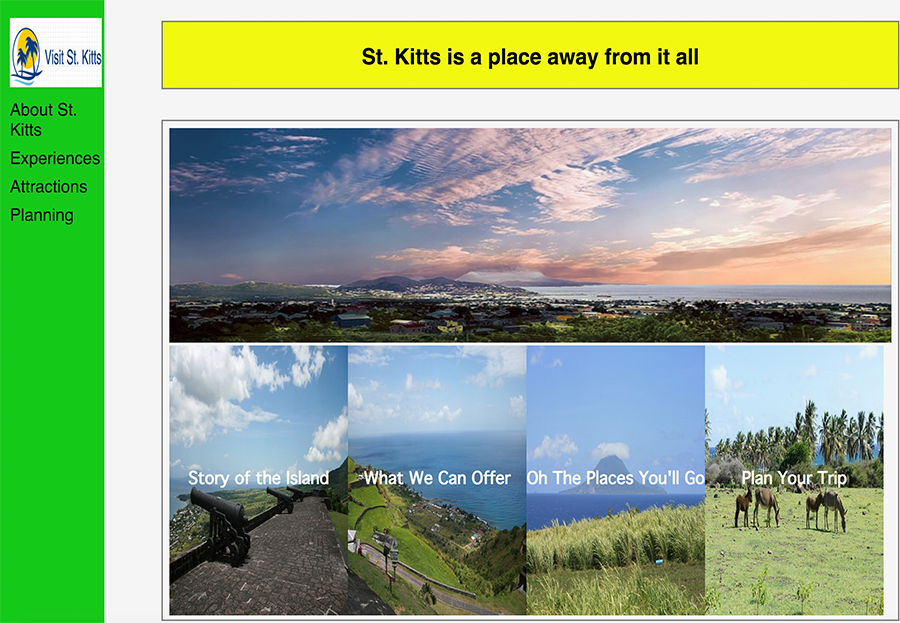 Visit St. Kitts
About St.
Kitts
Experiences
Attractions
Planning
St. Kitts is a place away from it all
Story of the Island
What We Can Offer
Oh The Places You'll Go
Plan Your Trip